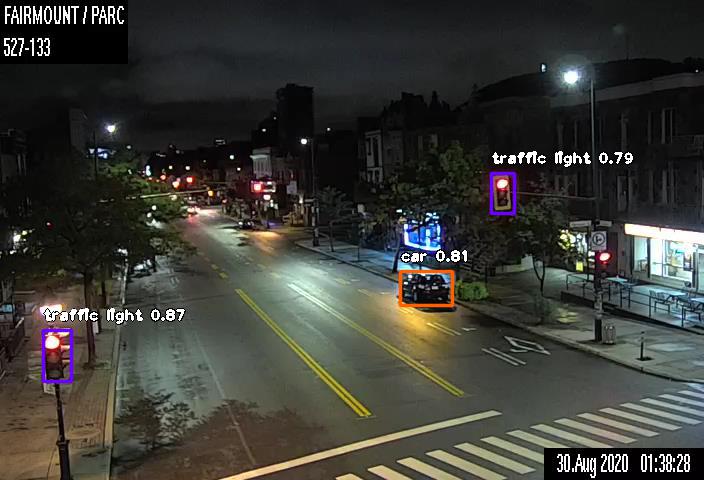 FAIRMOUNT / PARC
527-133
traffic light 0.79
car 0.81
traffic light 0.87
30.Aug 2020 01:38:28